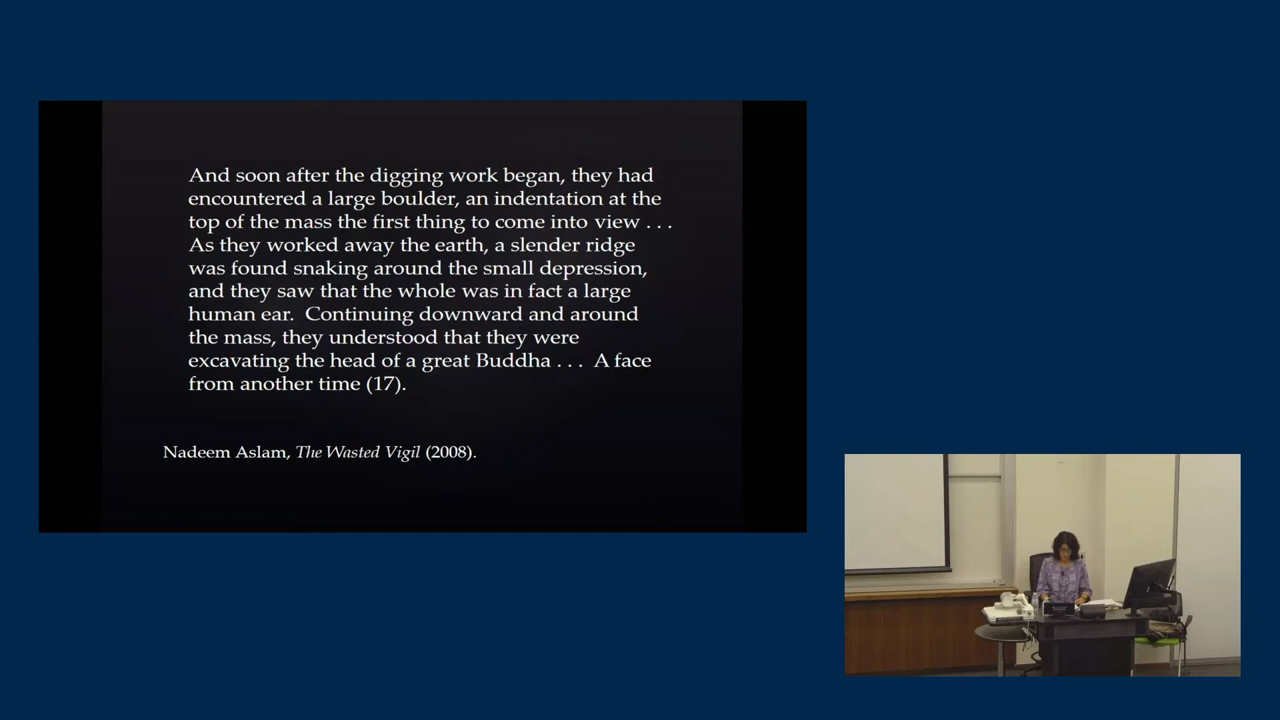 And soon after the digging work began, they had
encountered a large boulder, an indentation at the
top of the mass the first thing to come into view . . .
As they worked away the earth, a slender ridge
was found snaking around the small depression,
and they saw that the whole was in fact a large
human ear.  Continuing downward and around
the mass, they understood that they were
excavating the head of a great Buddha . . .  A face
from another time (17).
Nadeem Aslam, The Wasted Vigil (2008).